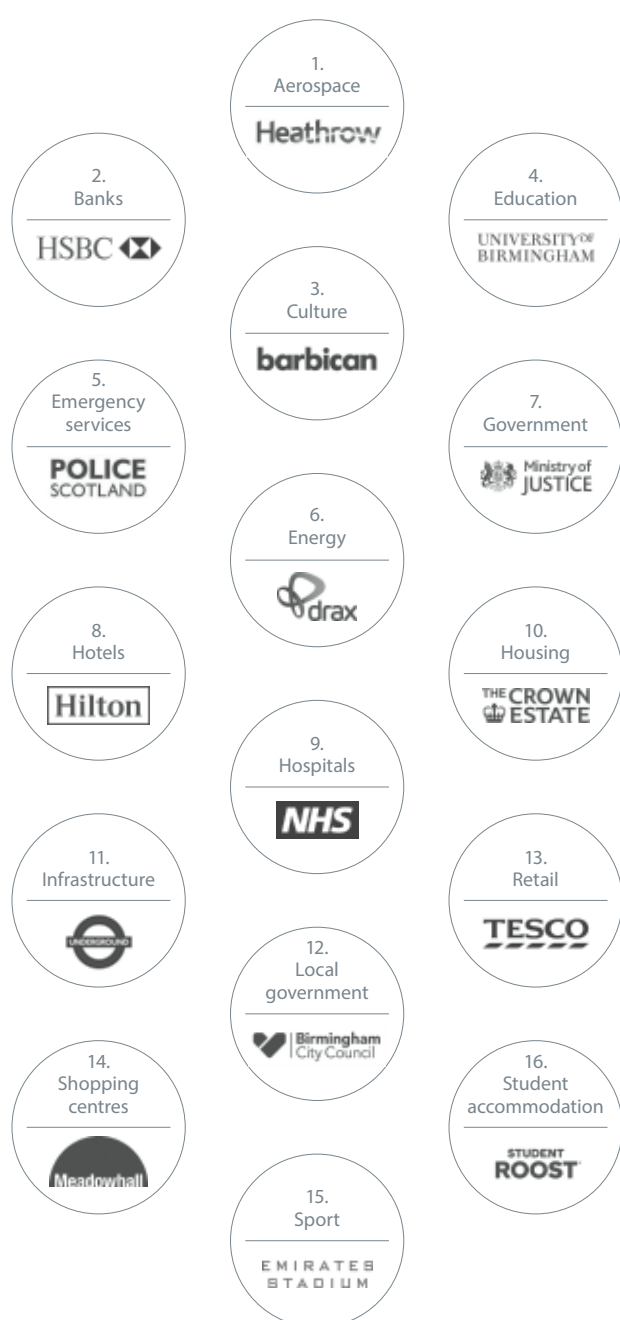 1.
Aerospace
Heathrow
2.
Banks
HSBC
3.
Culture
barbican
4.
Education
UNIVERSITY OF
BIRMINGHAM
5.
Emergency
services
POLICE
SCOTLAND
6.
Energy
drax
7.
Government
Ministry of
JUSTICE
8.
Hotels
Hilton
9.
Hospitals
NHS
10.
Housing
THE CROWN
ESTATE
11.
Infrastructure
UNDERGROUND
12.
Local
government
Birmingham
City Council
13.
Retail
TESCO
14.
Shopping
centres
Meadowhall
15.
Sport
EMIRATES
STADIUM
16.
Student
accommodation
STUDENT
ROOST